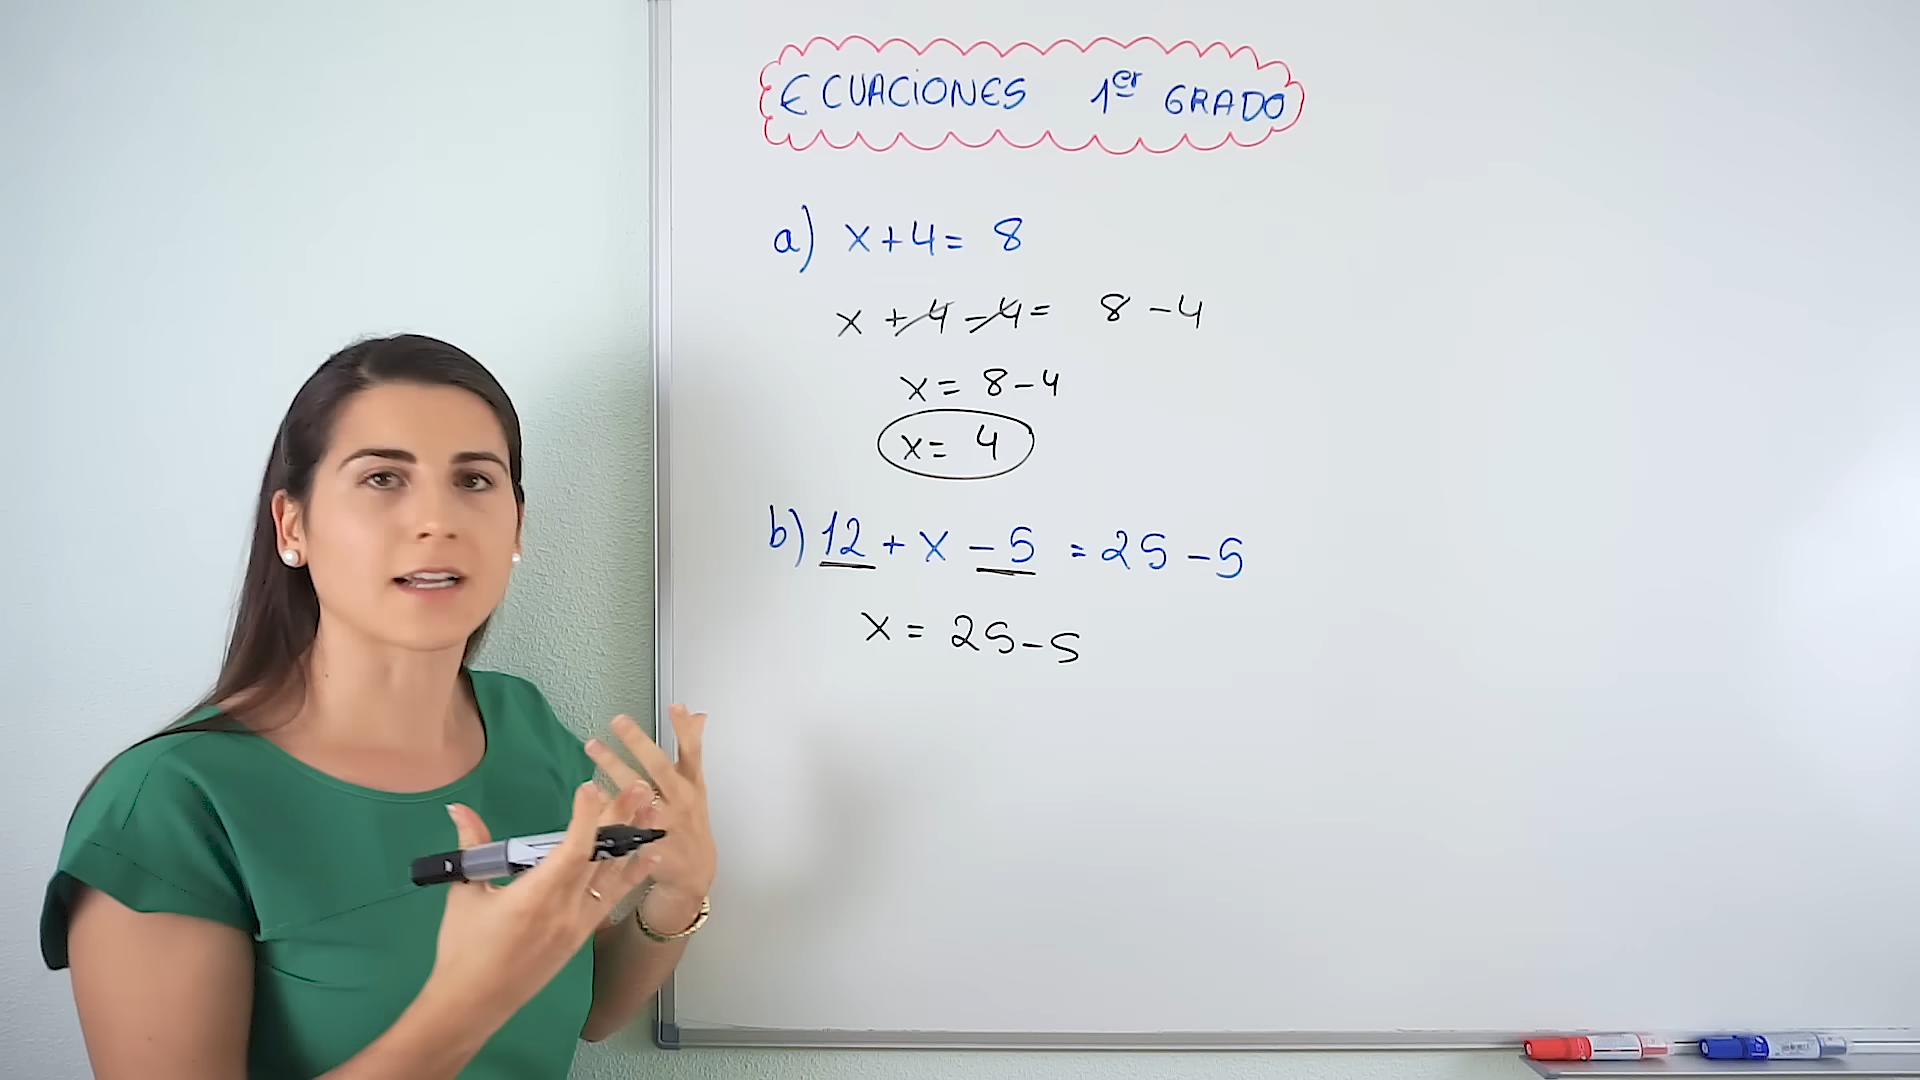 ECUACIONES 1er GRADO
a) x+4= 8
x +4-4= 8-4
x= 8-4
x= 4
b) 12 + x - 5 = 25 - 5
x = 25-5